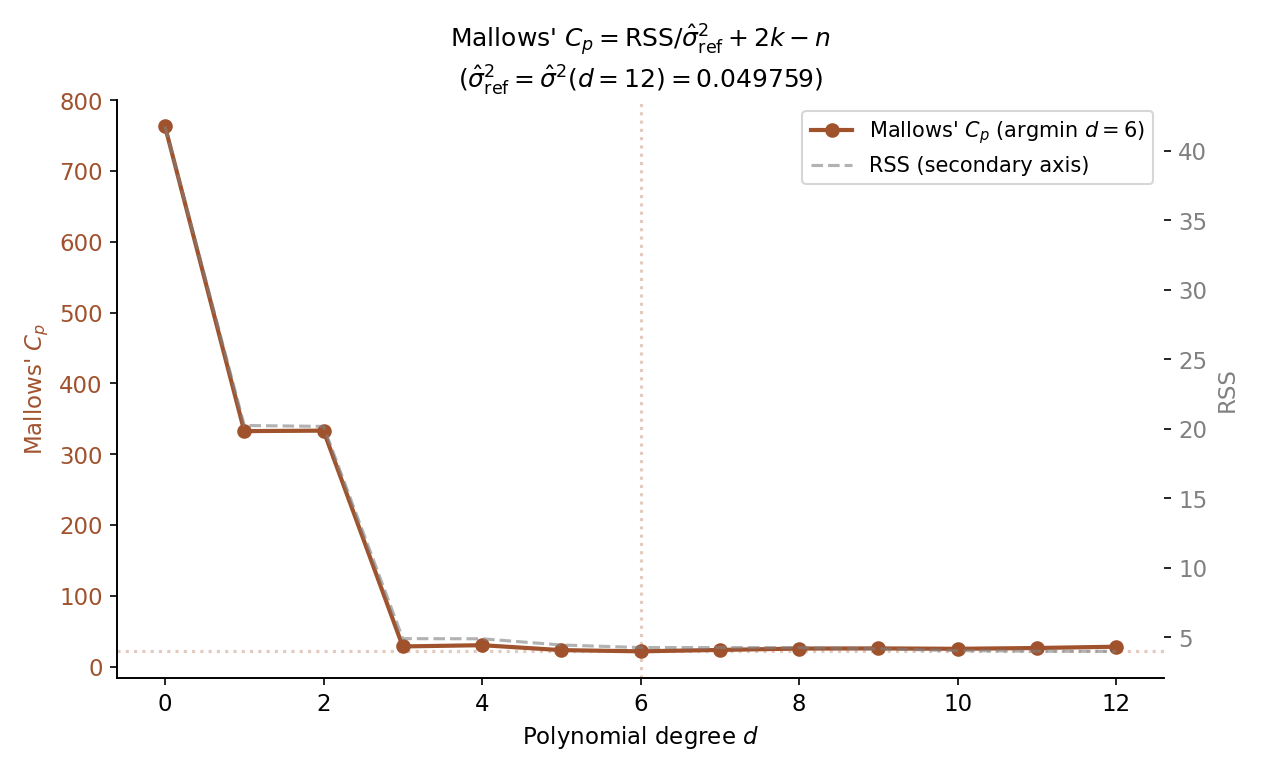 Mallows' $C_p = \mathrm{RSS}/\hat{\sigma}^2_{\mathrm{ref}} + 2k - n$
($\hat{\sigma}^2_{\mathrm{ref}} = \hat{\sigma}^2(d = 12) = 0.049759$)
Mallows' $C_p$ (argmin $d = 6$)
RSS (secondary axis)
800
700
600
500
400
300
200
100
0
Mallows' $C_p$
40
35
30
25
20
15
10
5
RSS
0 2 4 6 8 10 12
Polynomial degree $d$